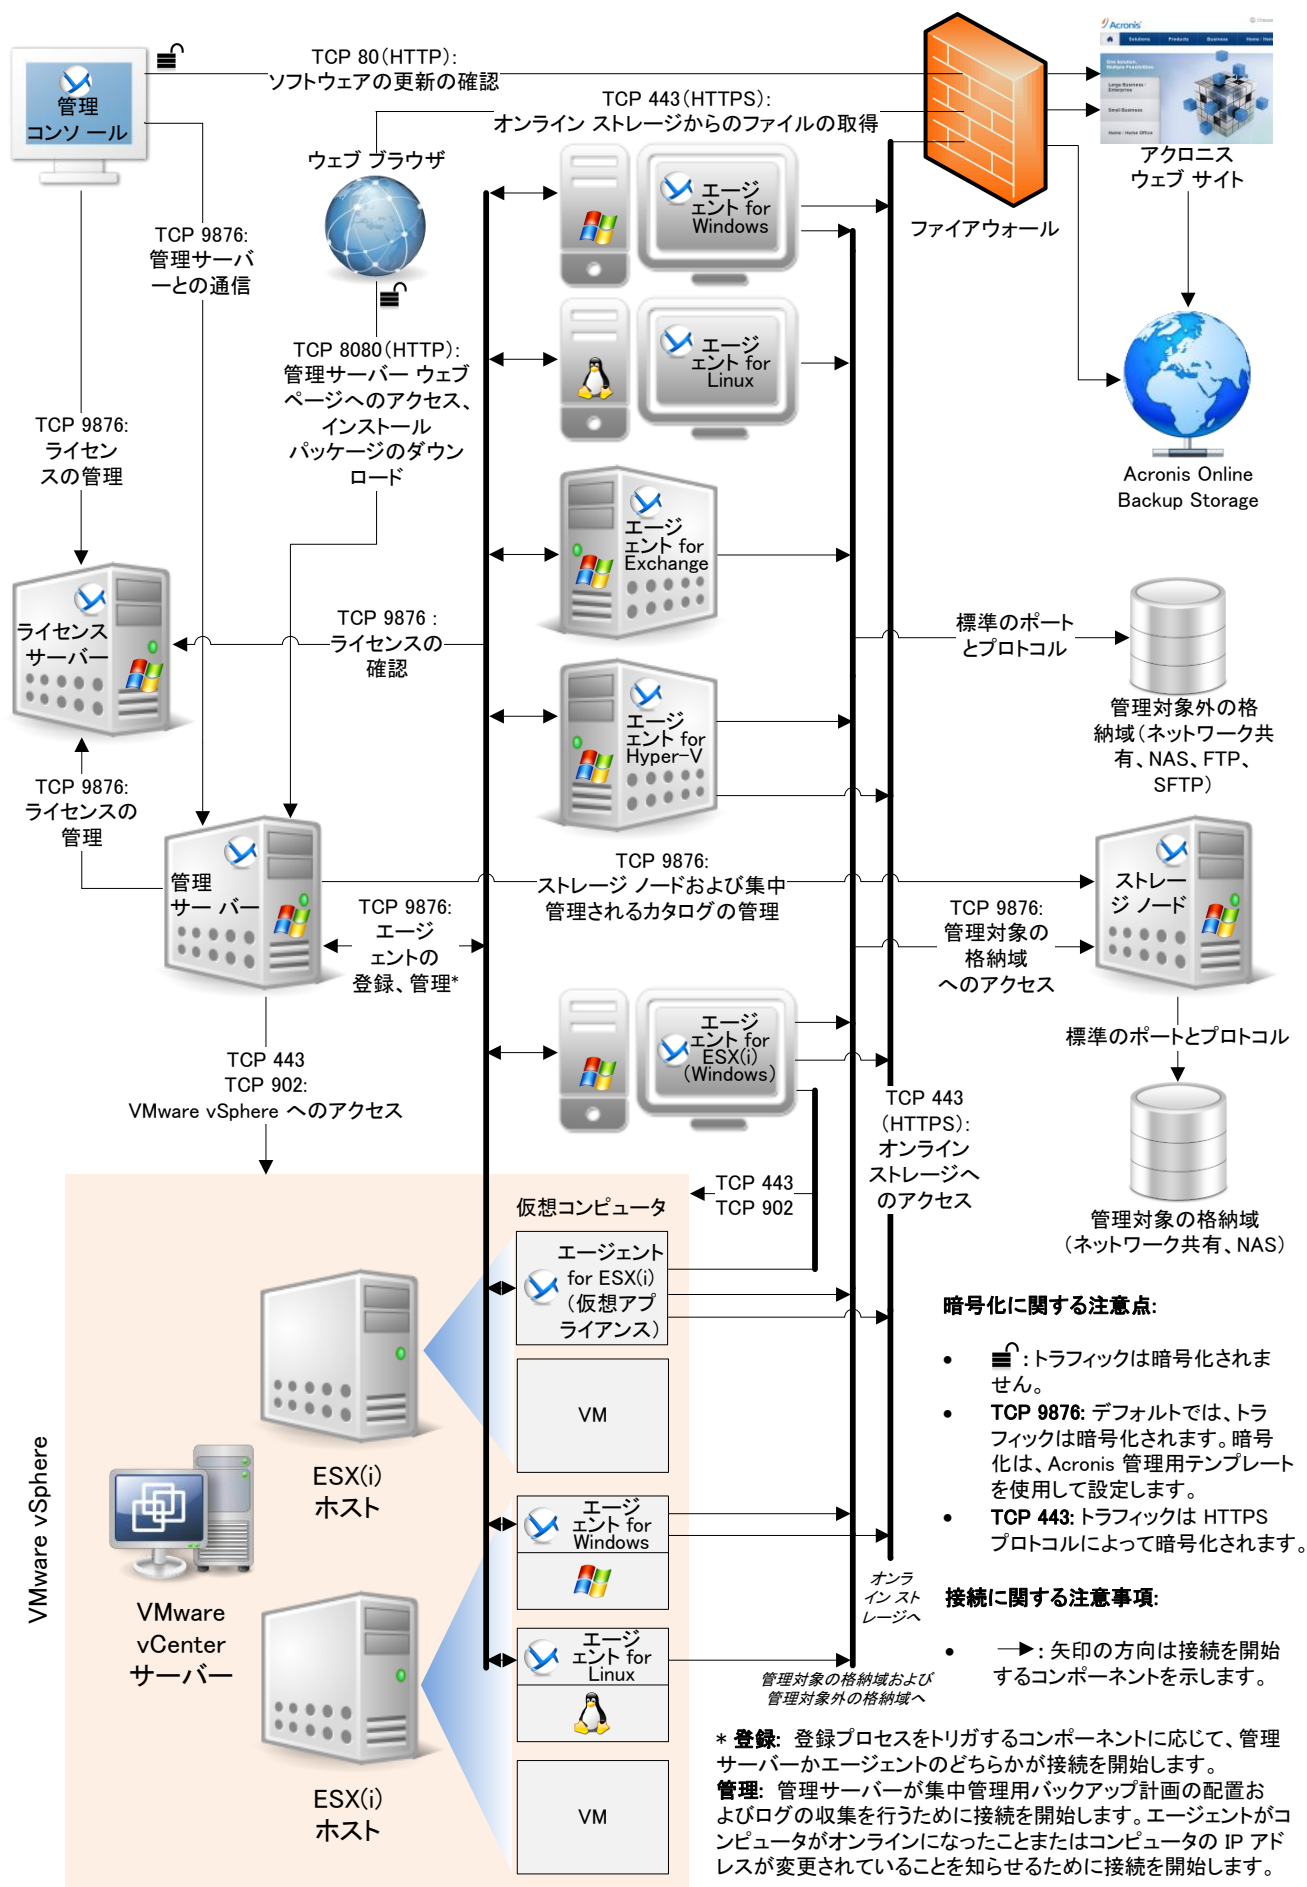 Acronis
Solutions Products Business
One Solution.
Multiple Possibilities
Large Business /
Enterprise
Small Business
Home / Home Office
管理
コンソール
TCP 80(HTTP):
ソフトウェアの更新の確認
TCP 443(HTTPS):
オンライン ストレージからのファイルの取得
ウェブ ブラウザ
ファイアウォール
アクロニス
ウェブ サイト
TCP 9876:
管理サーバ
ーとの通信
エージ
ェント for
Windows
TCP 8080(HTTP):
管理サーバー ウェブ
ページへのアクセス、
インストール
パッケージのダウン
ロード
エージ
ェント for
Linux
TCP 9876:
ライセン
スの管理
Acronis Online
Backup Storage
エージ
ェント for
Exchange
ライセンス
サーバー
TCP 9876 :
ライセンスの
確認
標準のポート
とプロトコル
エージ
ェント for
Hyper-V
管理対象外の格
納域(ネットワーク共
有、NAS、FTP、
SFTP)
TCP 9876:
ライセンスの
管理
管理
サー バー
TCP 9876:
ストレージ ノードおよび集中
管理されるカタログの管理
ストレー
ジ ノード
TCP 9876:
エージ
ェントの
登録、管理*
TCP 9876:
管理対象の
格納域
へのアクセス
エージ
ェント for
ESX(i)
(Windows)
標準のポートとプロトコル
TCP 443
TCP 902:
VMware vSphere へのアクセス
TCP 443
(HTTPS):
オンライン
ストレージへ
のアクセス
TCP 443
TCP 902
仮想コンピュータ
管理対象の格納域
(ネットワーク共有、NAS)
エージェント
for ESX(i)
(仮想アプ
ライアンス)
VM
ESX(i)
ホスト
VMware vSphere
VMware
vCenter
サーバー
エージ
ェント for
Windows
エージ
ェント for
Linux
VM
ESX(i)
ホスト
オンラ
イン スト
レージへ
管理対象の格納域および
管理対象外の格納域へ
暗号化に関する注意点:
• : トラフィックは暗号化されま
せん。
• TCP 9876: デフォルトでは、トラ
フィックは暗号化されます。暗号
化は、Acronis 管理用テンプレート
を使用して設定します。
• TCP 443: トラフィックは HTTPS
プロトコルによって暗号化されます。
接続に関する注意事項:
• : 矢印の方向は接続を開始
するコンポーネントを示します。
* 登録: 登録プロセスをトリガするコンポーネントに応じて、管理
サーバーかエージェントのどちらかが接続を開始します。
管理: 管理サーバーが集中管理用バックアップ計画の配置お
よびログの収集を行うために接続を開始します。エージェントがコ
ンピュータがオンラインになったことまたはコンピュータの IP アド
レスが変更されていることを知らせるために接続を開始します。